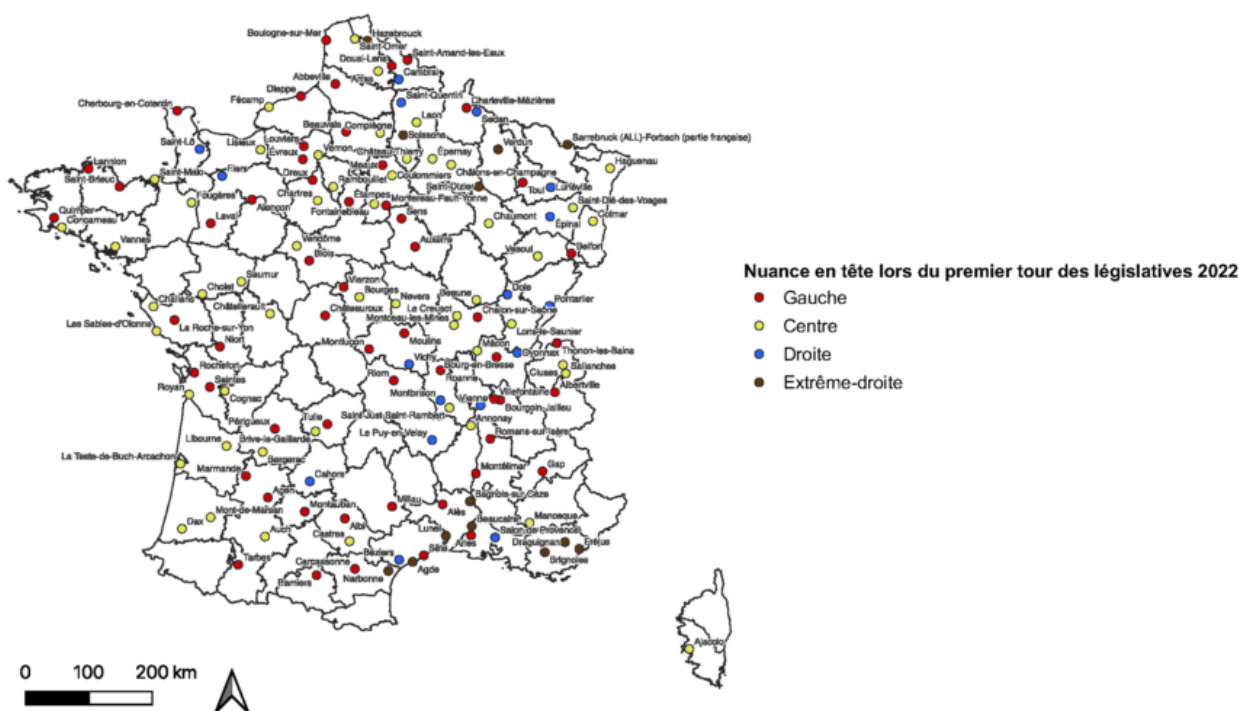 Boulogne-sur-Mer
Hazebrouck
Saint-Omer
Douai-Lens
Saint-Amand-les-Eaux
Arras
Cambrai
Abbeville
Dieppe
Saint-Quentin
Charleville-Mézières
Cherbourg-en-Cotentin
Fécamp
Laon
Sedan
Beauvais
Compiègne
Soissons
Sarrebruck (ALL)-Forbach (partie française)
Saint-Lô
Lisieux
Louviers
Verdun
Évreux
Vernon
Château-Thierry
Épernay
Haguenau
Lannion
Saint-Malo
Flers
Dreux
Meaux
Coulommiers
Châlons-en-Champagne
Saint-Brieuc
Rambouillet
Saint-Dizier
Toul
Lunéville
Fougères
Alençon
Chartres
Étampes
Montereau-Fault-Yonne
Saint-Dié-des-Vosges
Quimper
Concarneau
Laval
Fontainebleau
Sens
Chaumont
Épinal
Colmar
Vannes
Vendôme
Auxerre
Vesoul
Belfort
Blois
Saumur
Vierzon
Cholet
Bourges
Nevers
Beaune
Dole
Pontarlier
Challans
Châtellerault
Châteauroux
Le Creusot
Montceau-les-Mines
Chalon-sur-Saône
Les Sables-d'Olonne
La Roche-sur-Yon
Lons-le-Saunier
Niort
Montluçon
Moulins
Mâcon
Oyonnax
Thonon-les-Bains
Rochefort
Vichy
Bourg-en-Bresse
Sallanches
Cluses
Saintes
Riom
Roanne
Albertville
Royan
Cognac
Montbrison
Vienne
Villefontaine
Bourgoin-Jallieu
Périgueux
Tulle
Saint-Just-Saint-Rambert
Annonay
Libourne
Brive-la-Gaillarde
Le Puy-en-Velay
Romans-sur-Isère
La Teste-de-Buch-Arcachon
Bergerac
Marmande
Cahors
Montélimar
Gap
Agen
Bagnols-sur-Cèze
Mont-de-Marsan
Montauban
Millau
Alès
Beaucaire
Manosque
Dax
Auch
Albi
Lunel
Salon-de-Provence
Castres
Arles
Draguignan
Fréjus
Béziers
Sète
Brignoles
Tarbes
Carcassonne
Narbonne
Agde
Pamiers
Ajaccio
Nuance en tête lors du premier tour des législatives 2022
Gauche
Centre
Droite
Extrême-droite
0 100 200 km